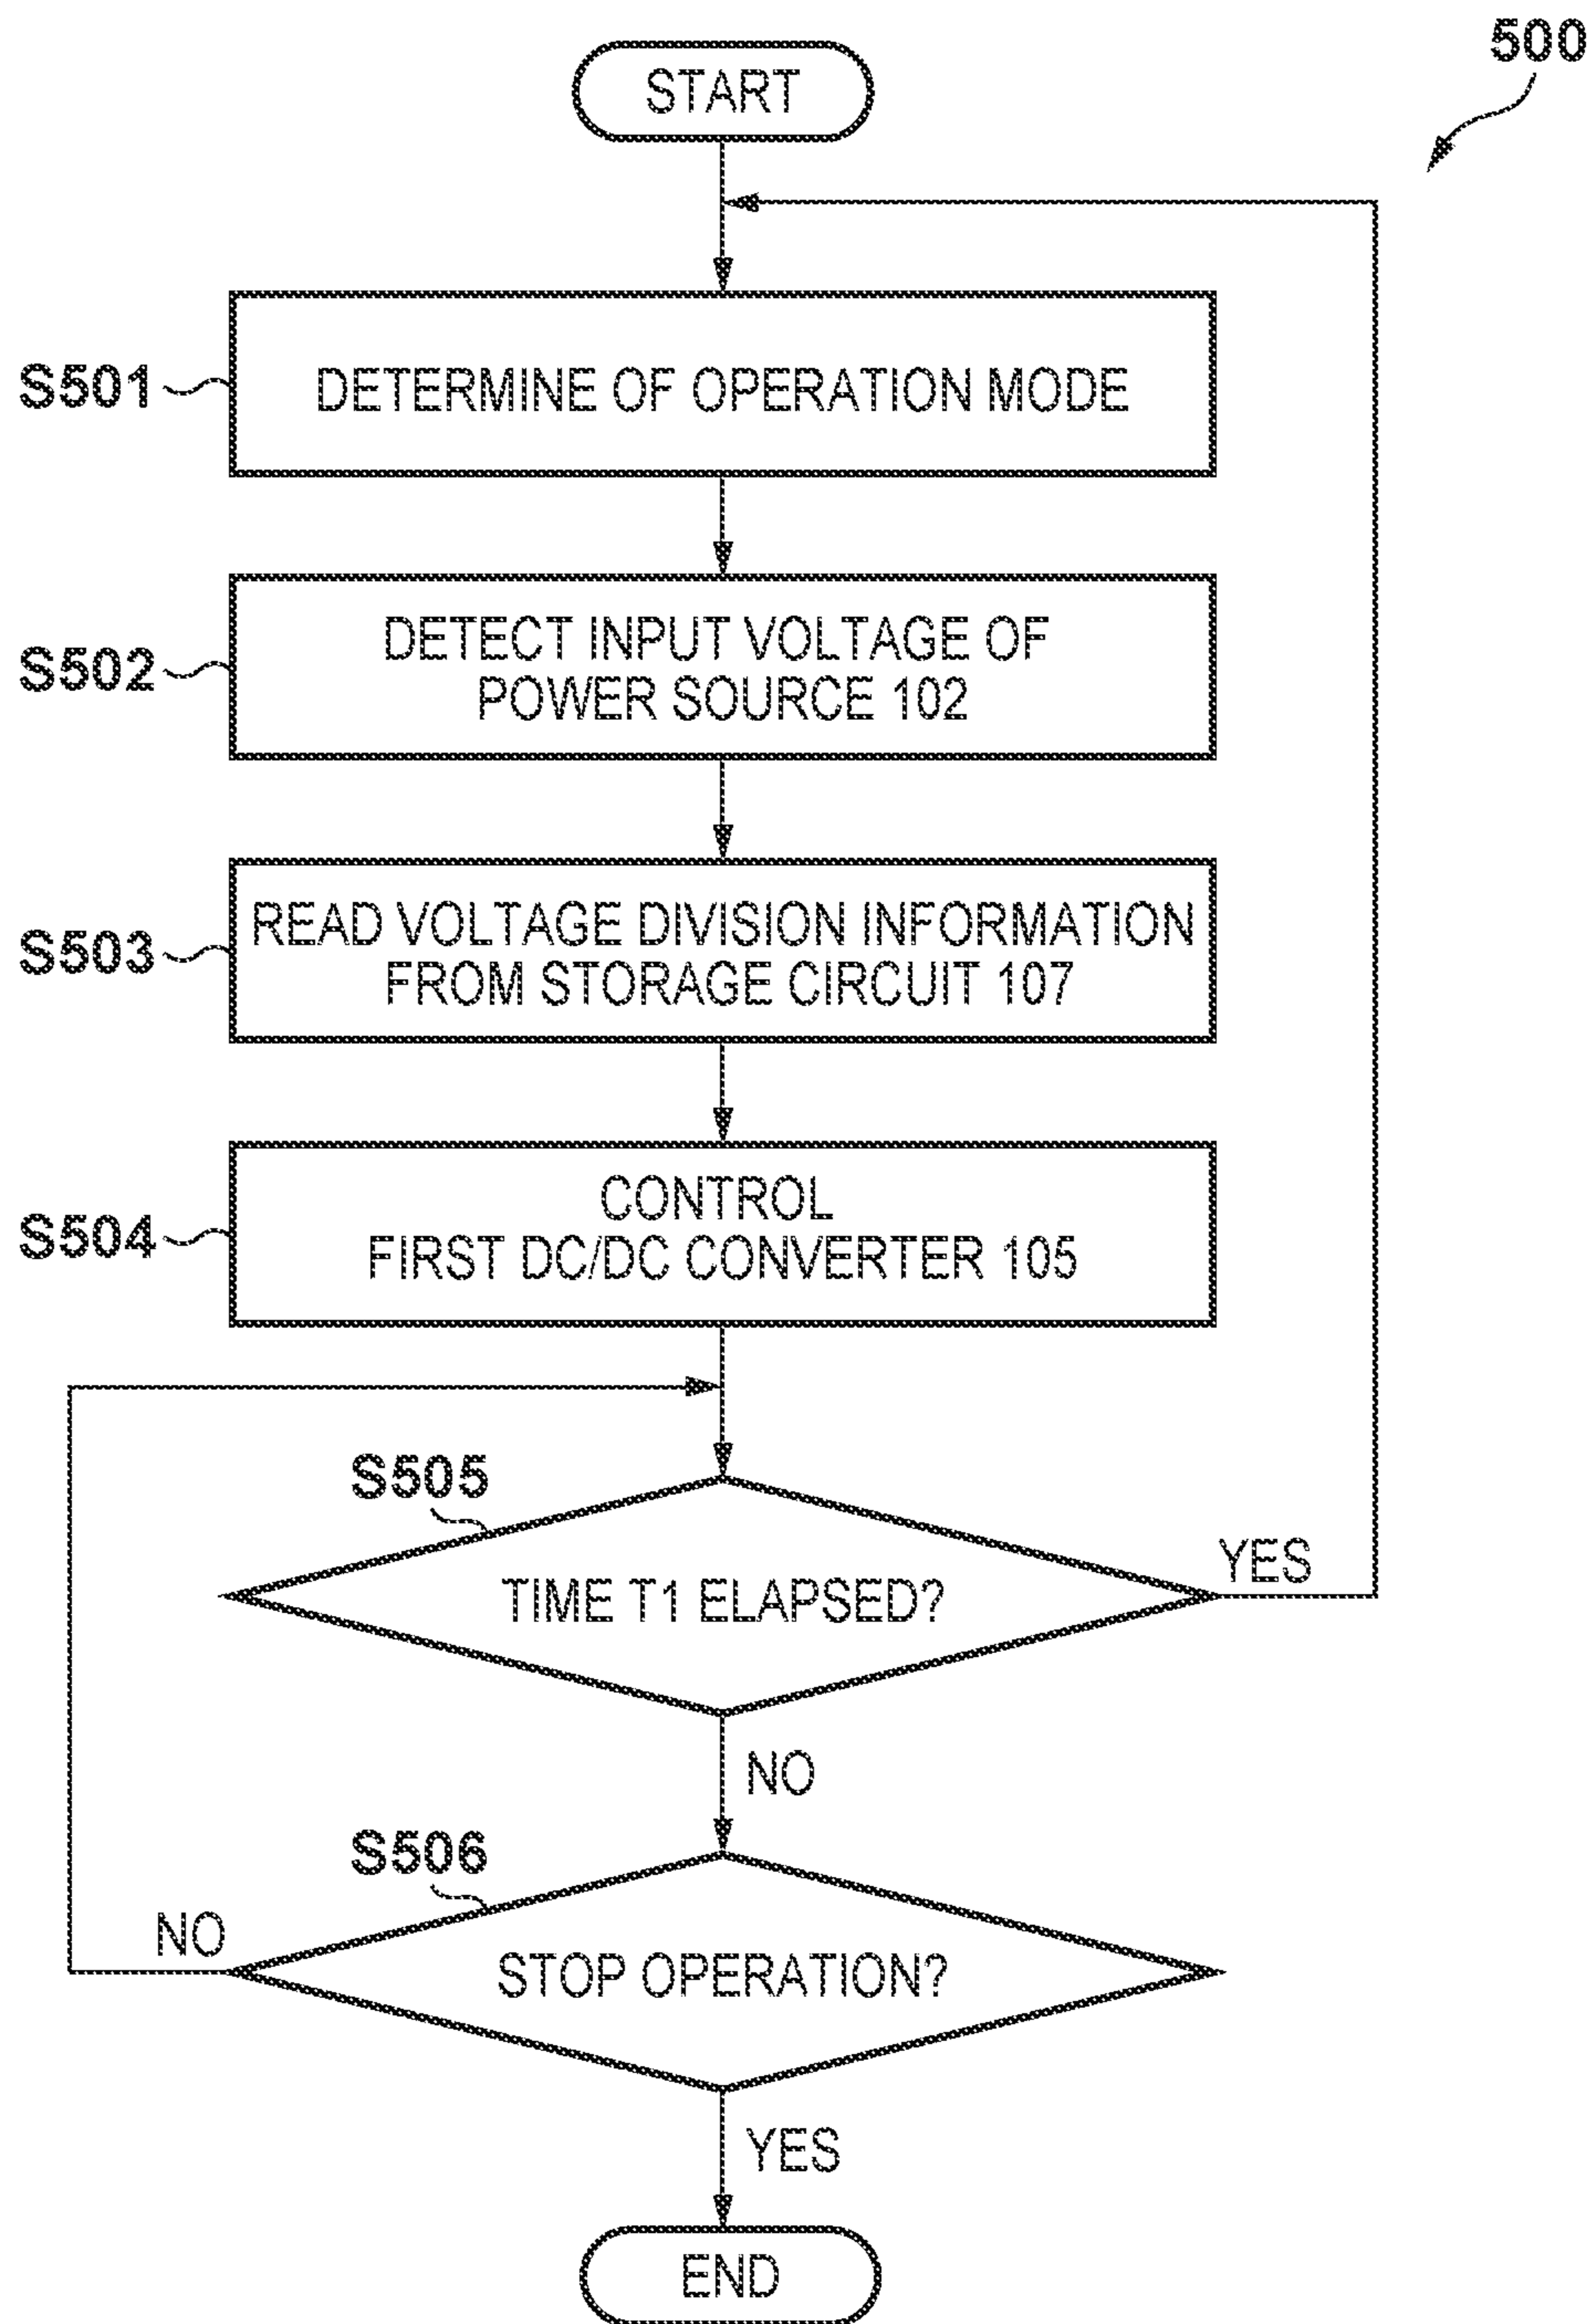 500
START
S501
DETERMINE OF OPERATION MODE
S502
DETECT INPUT VOLTAGE OF
POWER SOURCE 102
S503
READ VOLTAGE DIVISION INFORMATION
FROM STORAGE CIRCUIT 107
S504
CONTROL
FIRST DC/DC CONVERTER 105
S505
TIME T1 ELAPSED?
YES
NO
S506
NO
STOP OPERATION?
YES
END